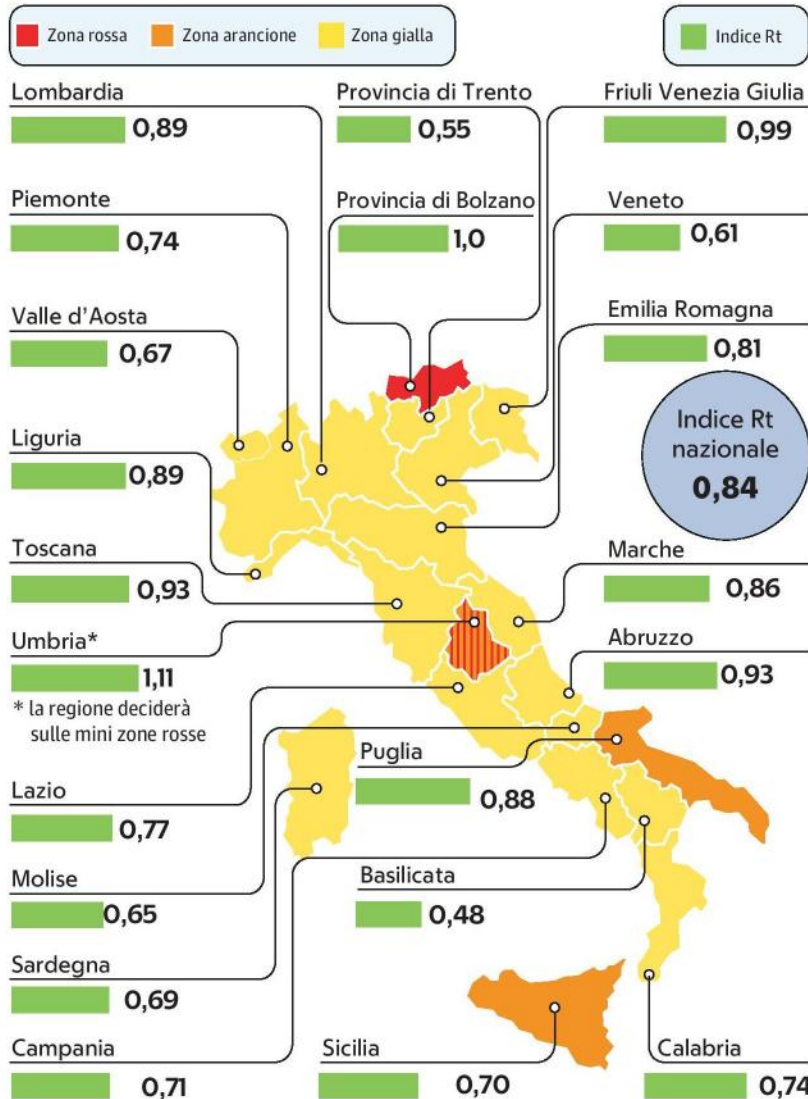 Zona rossa
Zona arancione
Zona gialla
Indice Rt
Lombardia
0,89
Provincia di Trento
0,55
Friuli Venezia Giulia
0,99
Piemonte
0,74
Provincia di Bolzano
1,0
Veneto
0,61
Valle d'Aosta
0,67
Emilia Romagna
0,81
Liguria
0,89
Indice Rt
nazionale
0,84
Toscana
0,93
Marche
0,86
Umbria*
1,11
* la regione deciderà
sulle mini zone rosse
Abruzzo
0,93
Lazio
0,77
Puglia
0,88
Molise
0,65
Basilicata
0,48
Sardegna
0,69
Campania
0,71
Sicilia
0,70
Calabria
0,74